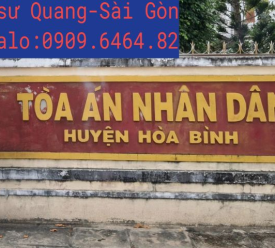 sư Quang-Sài Gòn
alo:0909.6464.82
TÒA ÁN NHÂN DÂN
HUYỆN HÒA BÌNH